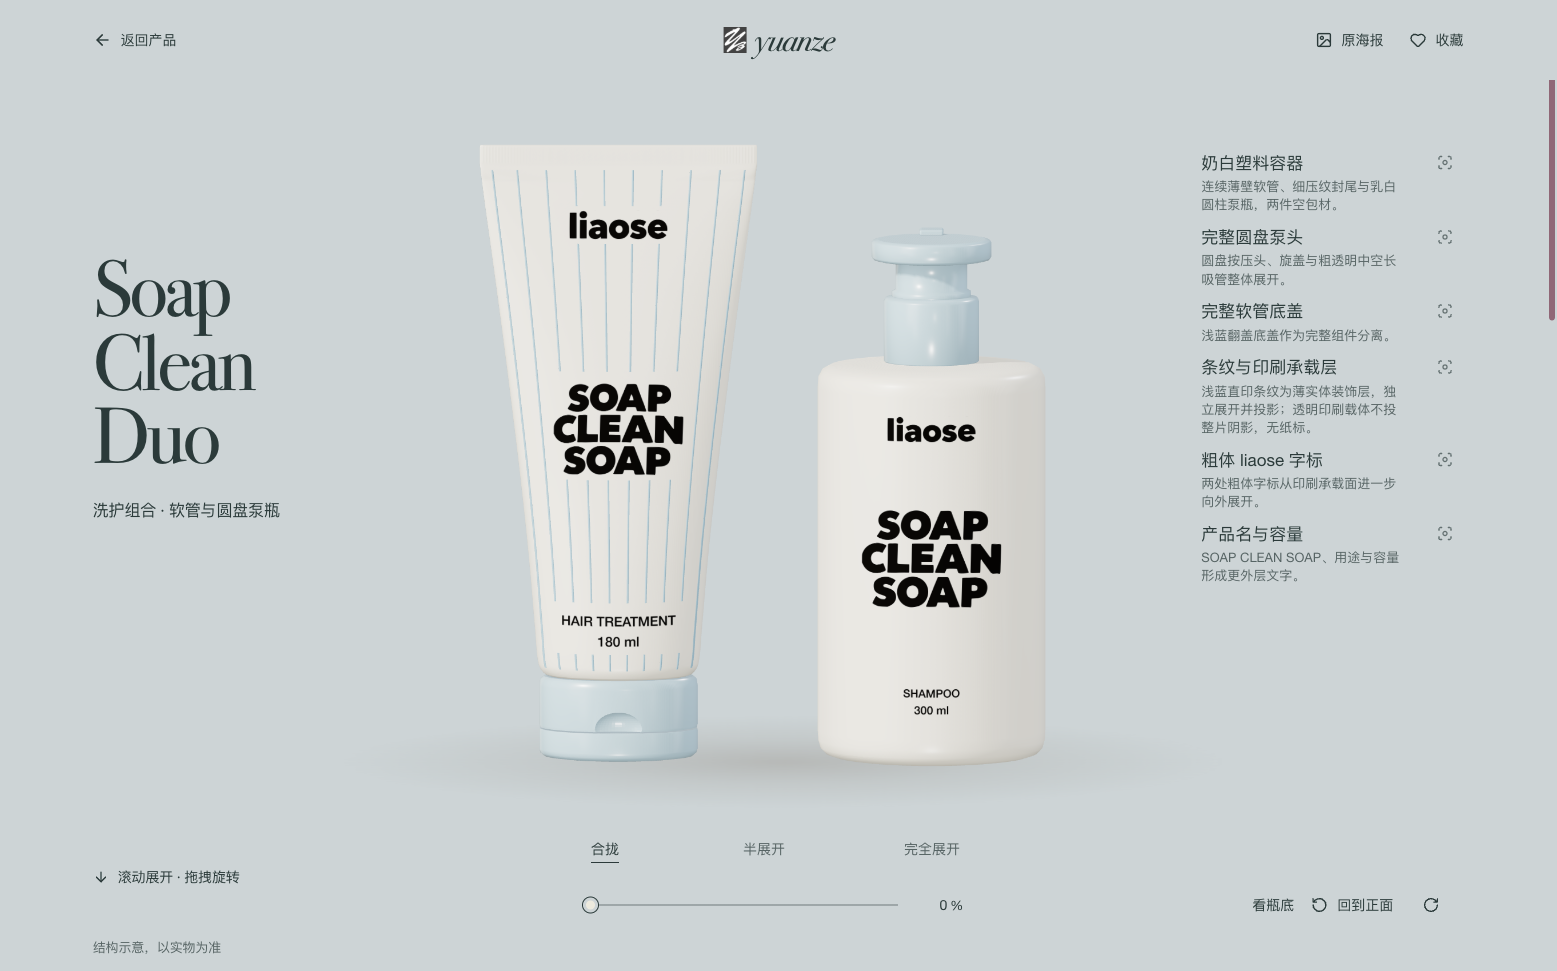 返回产品
yuanze
原海报
收藏
Soap
Clean
Duo
洗护组合 · 软管与圆盘泵瓶
liaose
SOAP
CLEAN
SOAP
HAIR TREATMENT
180 ml
liaose
SOAP
CLEAN
SOAP
SHAMPOO
300 ml
奶白塑料容器
连续薄壁软管、细压纹封尾与乳白
圆柱泵瓶，两件空包材。
完整圆盘泵头
圆盘按压头、旋盖与粗透明中空长
吸管整体展开。
完整软管底盖
浅蓝翻盖底盖作为完整组件分离。
条纹与印刷承载层
浅蓝直印条纹为薄实体装饰层，独
立展开并投影；透明印刷载体不投
整片阴影，无纸标。
粗体 liaose 字标
两处粗体字标从印刷承载面进一步
向外展开。
产品名与容量
SOAP CLEAN SOAP、用途与容量
形成更外层文字。
合拢
半展开
完全展开
滚动展开 · 拖拽旋转
0 %
看瓶底
回到正面
结构示意，以实物为准